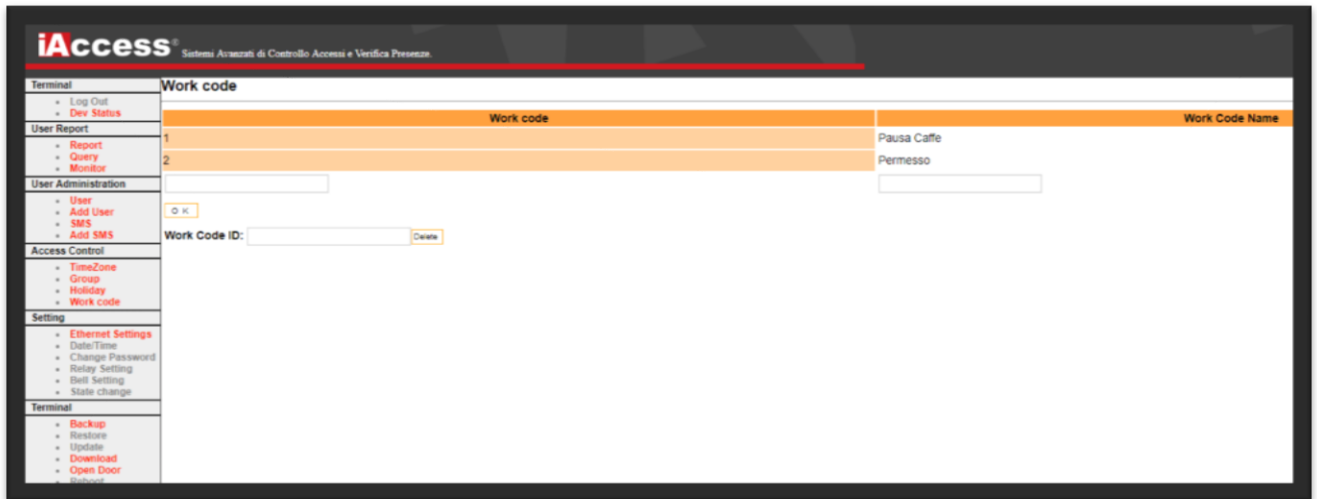 iAccess® Sistemi Avanzati di Controllo Accessi e Verifica Presenze.
Terminal
Log Out
Dev Status
User Report
Report
Query
Monitor
User Administration
User
Add User
SMS
Add SMS
Access Control
TimeZone
Group
Holiday
Work code
Setting
Ethernet Settings
Date/Time
Change Password
Relay Setting
Bell Setting
State change
Terminal
Backup
Restore
Update
Download
Open Door
Reboot
Work code
Work code Work Code Name
1 Pausa Caffe
2 Permesso
O K
Work Code ID: Delete